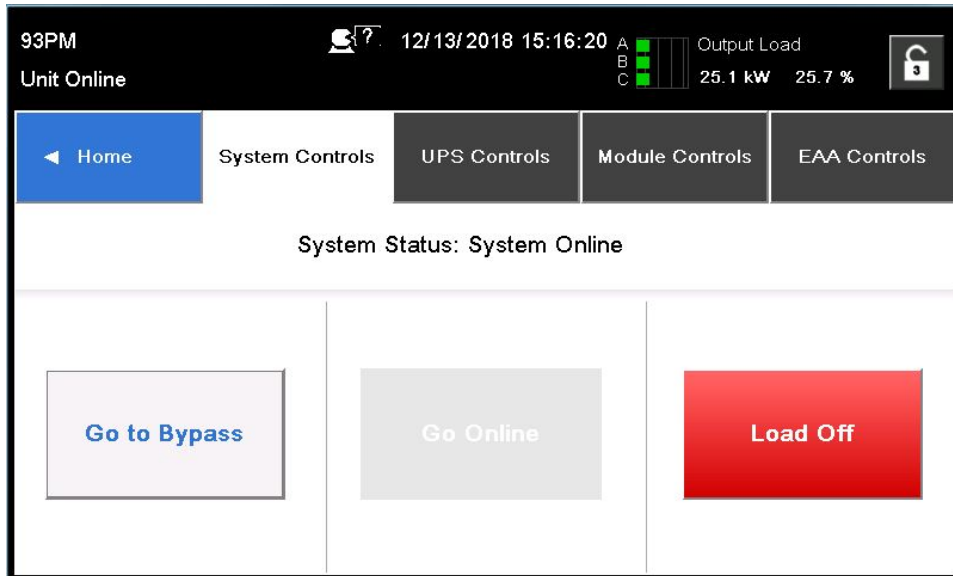 93PM
Unit Online
?
12/13/2018 15:16:20
A
B
C
Output Load
25.1 kW 25.7 %
3
◄ Home
System Controls
UPS Controls
Module Controls
EAA Controls
System Status: System Online
Go to Bypass
Go Online
Load Off